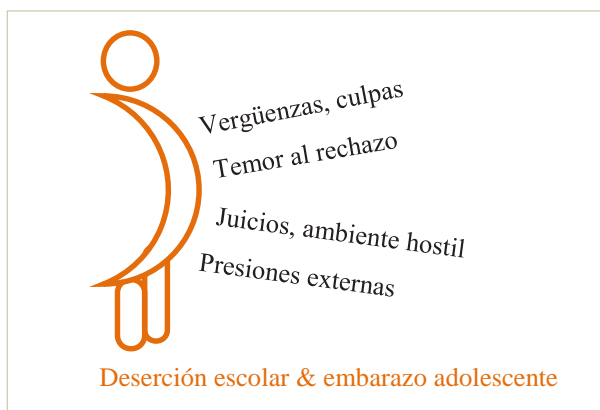 Vergüenzas, culpas
Temor al rechazo
Juicios, ambiente hostil
Presiones externas
Deserción escolar & embarazo adolescente